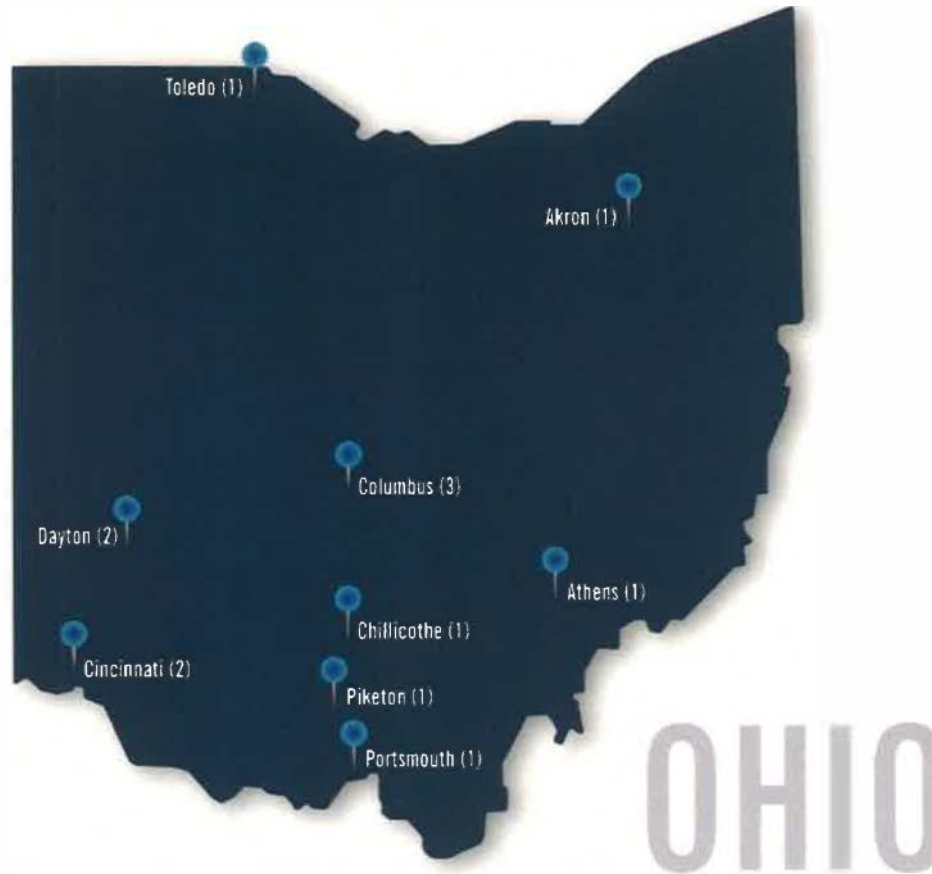 Toledo (1)
Akron (1)
Columbus (3)
Dayton (2)
Athens (1)
Chillicothe (1)
Cincinnati (2)
Piketon (1)
Portsmouth (1)
OHIO